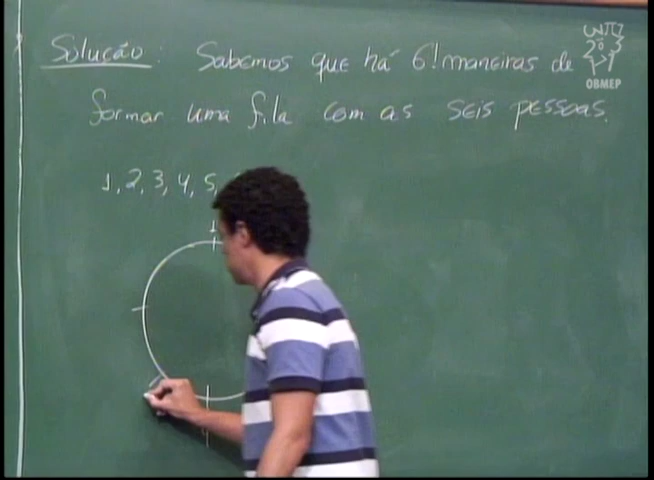 Solução: Sabemos que há 6! maneiras de
formar uma fila com as seis pessoas.
1, 2, 3, 4, 5,
1
OBMEP